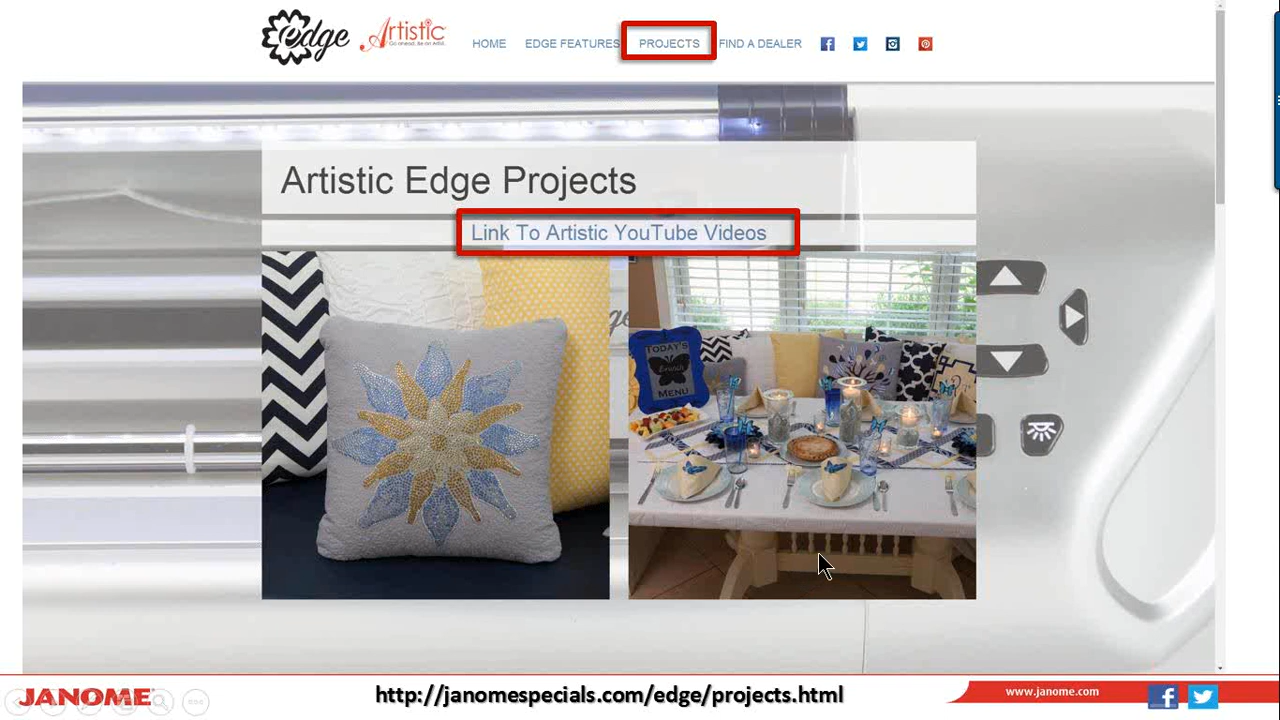 edge Artistic
Go ahead, Be an Artist.
HOME EDGE FEATURES PROJECTS FIND A DEALER
Artistic Edge Projects
Link To Artistic YouTube Videos
TODAY'S
Brunch
MENU
JANOME
http://janomespecials.com/edge/projects.html
www.janome.com